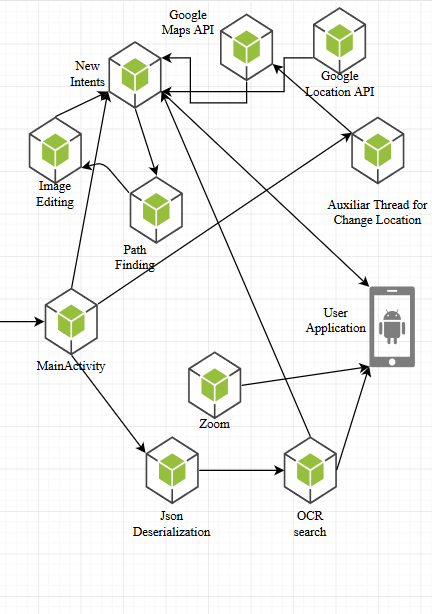 Google
Maps API
New
Intents
Google
Location API
Image
Editing
Auxiliar Thread for
Change Location
Path
Finding
User
Application
MainActivity
Zoom
Json
Deserialization
OCR
search